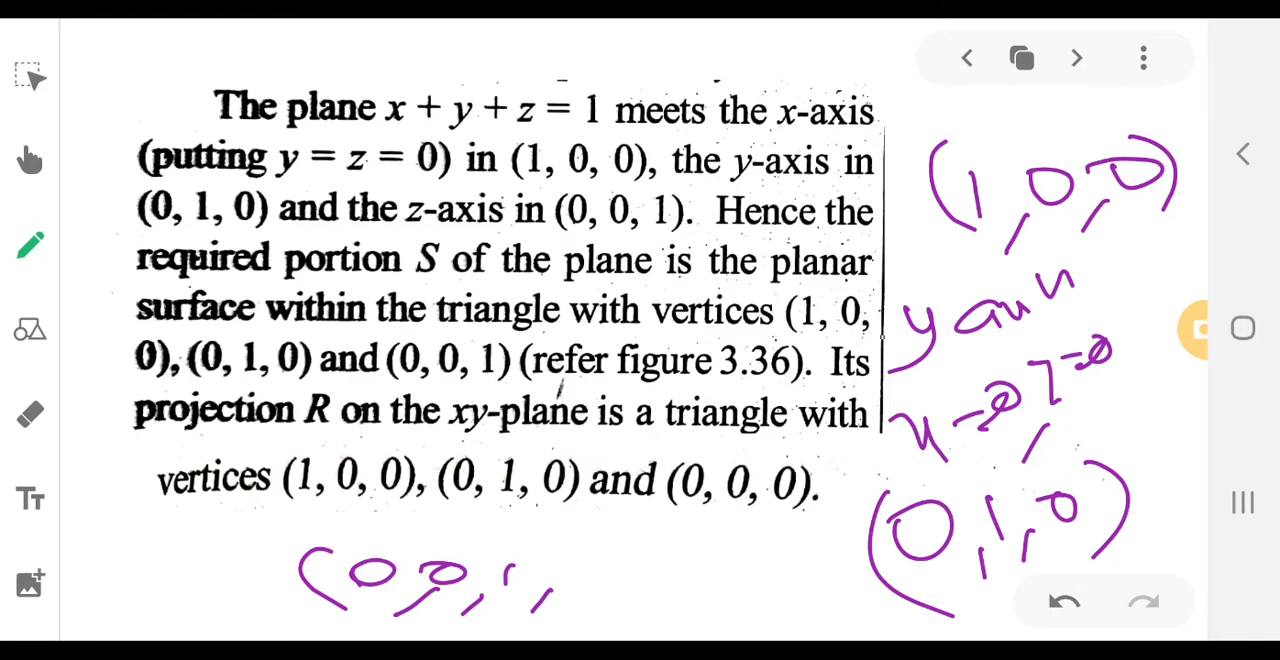 The plane x + y + z = 1 meets the x-axis
(putting y = z = 0) in (1, 0, 0), the y-axis in
(0, 1, 0) and the z-axis in (0, 0, 1). Hence the
required portion S of the plane is the planar
surface within the triangle with vertices (1, 0,
0), (0, 1, 0) and (0, 0, 1) (refer figure 3.36). Its
projection R on the xy-plane is a triangle with
vertices (1, 0, 0), (0, 1, 0) and (0, 0, 0).
(1, 0, 0)
y
(0, 1, 0)
(0, 0, 1,
TT